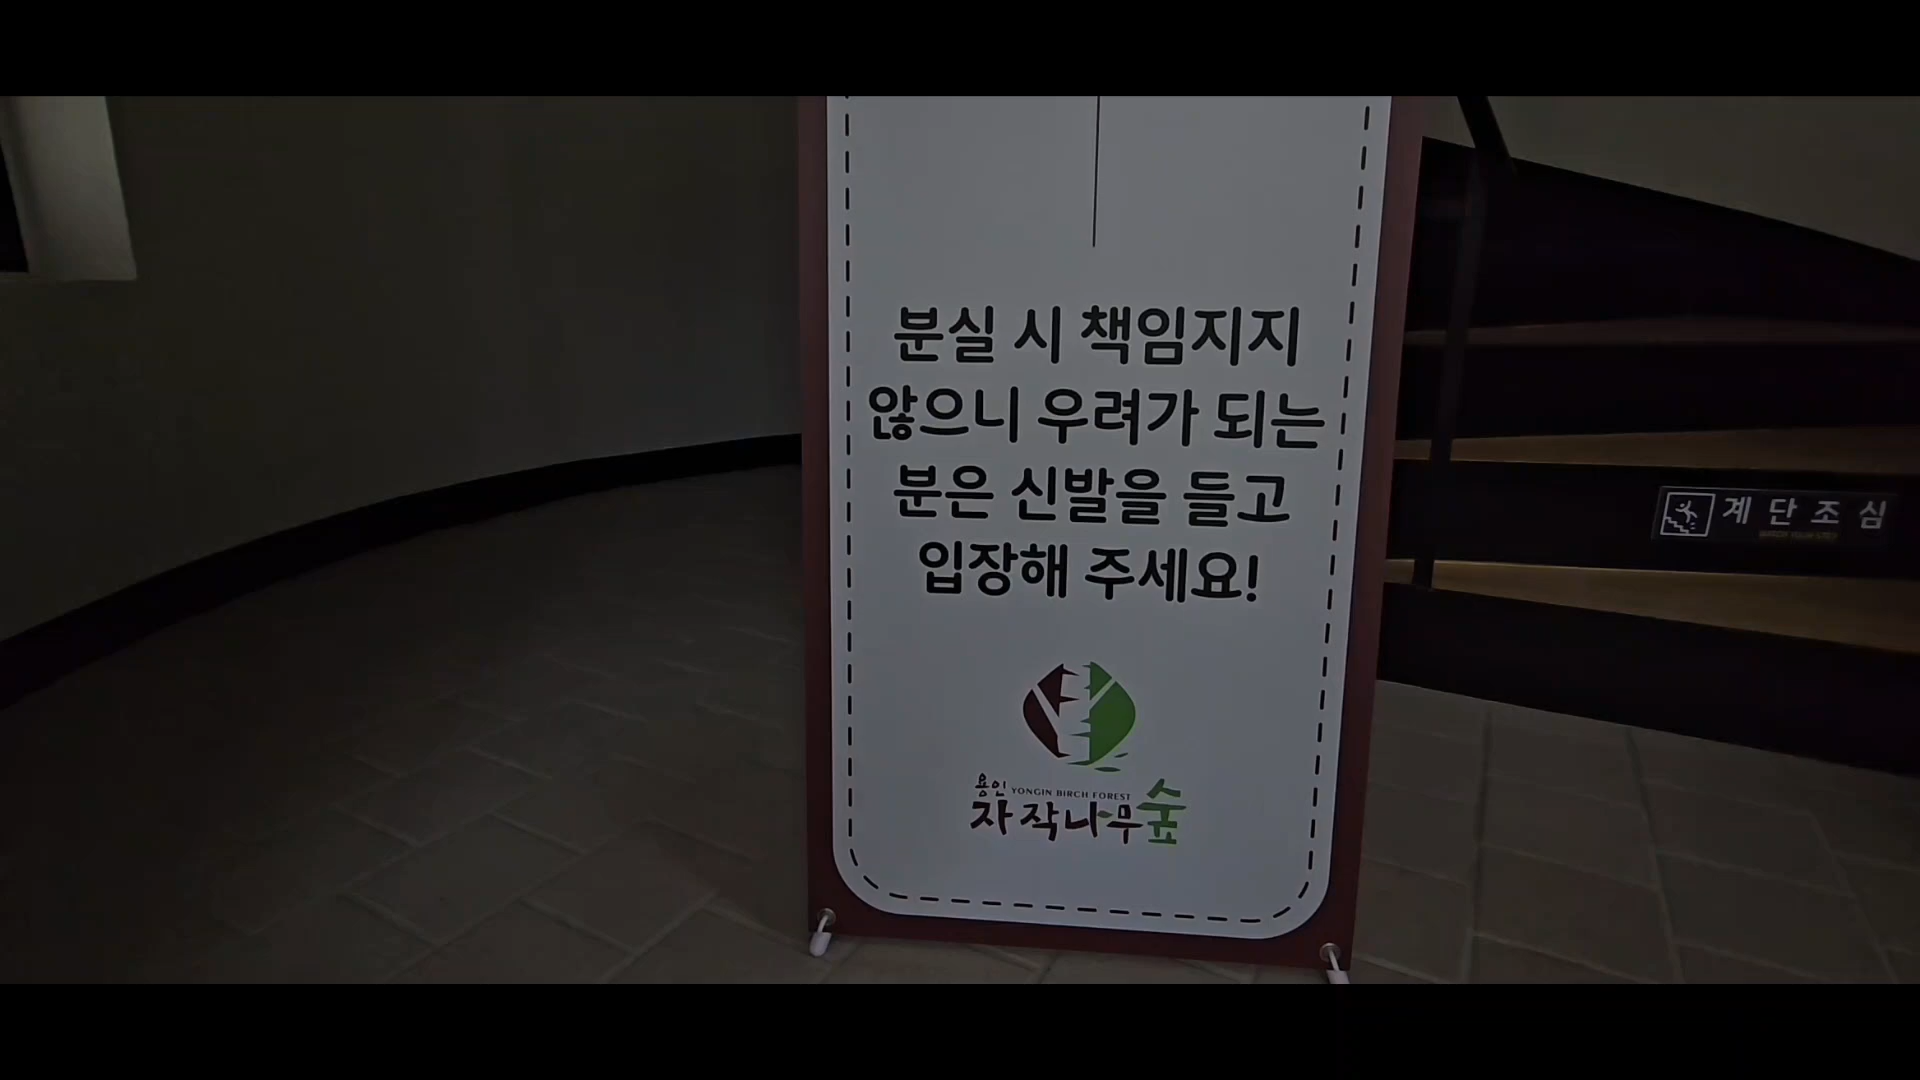 분실 시 책임지지
않으니 우려가 되는
분은 신발을 들고
입장해 주세요!
용인 YONGIN BIRCH FOREST
자작나무숲
계단조심